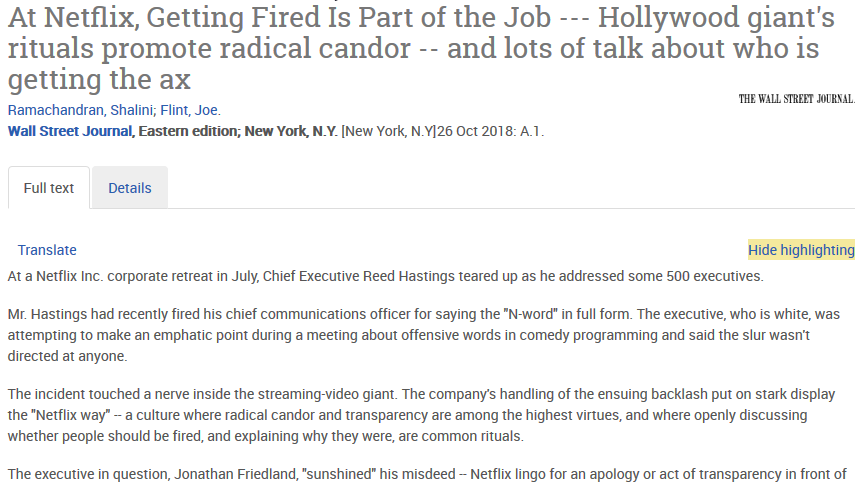 At Netflix, Getting Fired Is Part of the Job --- Hollywood giant's
rituals promote radical candor -- and lots of talk about who is
getting the ax
THE WALL STREET JOURNAL.
Ramachandran, Shalini; Flint, Joe.
Wall Street Journal, Eastern edition; New York, N.Y. [New York, N.Y]26 Oct 2018: A.1.
Full text
Details
Translate
Hide highlighting
At a Netflix Inc. corporate retreat in July, Chief Executive Reed Hastings teared up as he addressed some 500 executives.
Mr. Hastings had recently fired his chief communications officer for saying the "N-word" in full form. The executive, who is white, was
attempting to make an emphatic point during a meeting about offensive words in comedy programming and said the slur wasn't
directed at anyone.
The incident touched a nerve inside the streaming-video giant. The company's handling of the ensuing backlash put on stark display
the "Netflix way" -- a culture where radical candor and transparency are among the highest virtues, and where openly discussing
whether people should be fired, and explaining why they were, are common rituals.
The executive in question, Jonathan Friedland, "sunshined" his misdeed -- Netflix lingo for an apology or act of transparency in front of